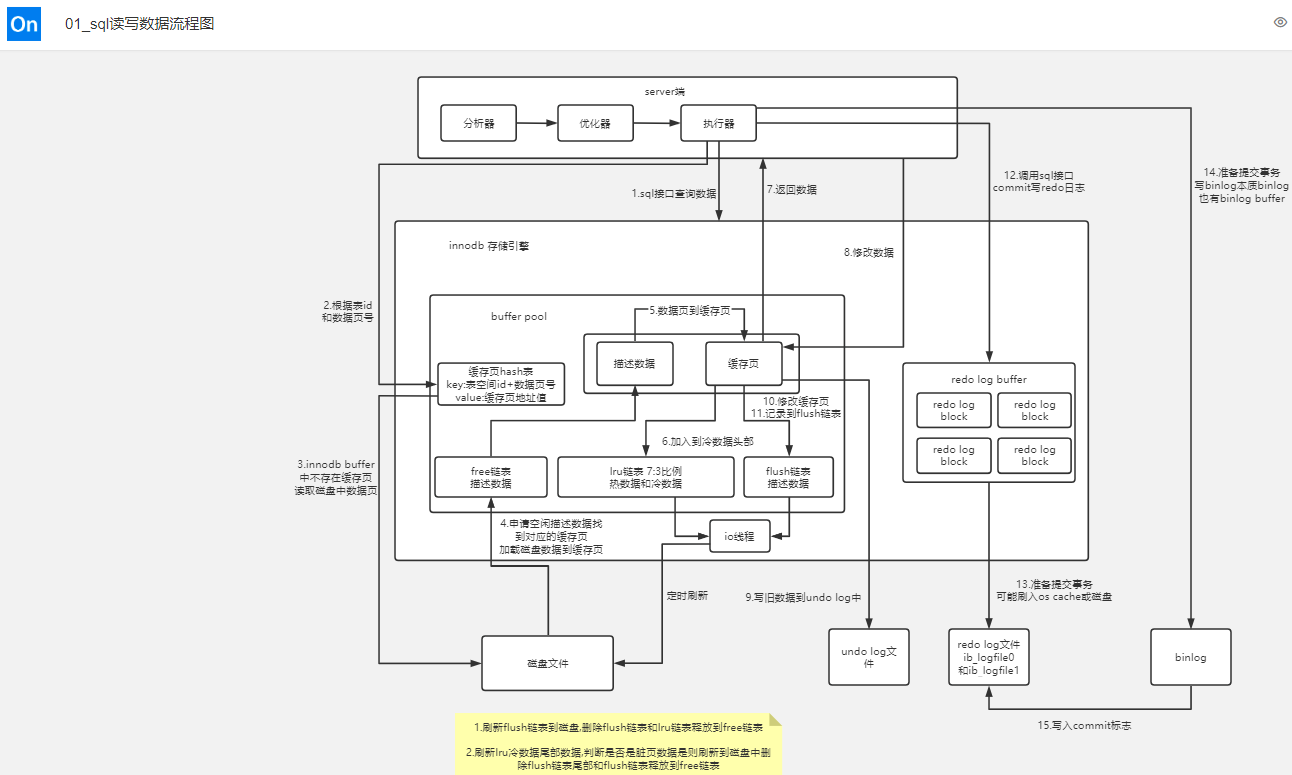 On
01_sql读写数据流程图
server端
分析器
优化器
执行器
1.sql接口查询数据
7.返回数据
12.调用sql接口
commit写redo日志
14.准备提交事务
写binlog本质binlog
也有binlog buffer
innodb 存储引擎
8.修改数据
2.根据表id
和数据页号
buffer pool
5.数据页到缓存页
描述数据
缓存页
缓存页hash表
key:表空间id+数据页号
value:缓存页地址值
redo log buffer
redo log
block
redo log
block
redo log
block
redo log
block
10.修改缓存页
11.记录到flush链表
6.加入到冷数据头部
3.innodb buffer
中不存在缓存页
读取磁盘中数据页
free链表
描述数据
lru链表 7:3比例
热数据和冷数据
flush链表
描述数据
4.申请空闲描述数据找
到对应的缓存页
加载磁盘数据到缓存页
io线程
定时刷新
9.写旧数据到undo log中
13.准备提交事务
可能刷入os cache或磁盘
磁盘文件
undo log文
件
redo log文件
ib_logfile0
和ib_logfile1
binlog
15.写入commit标志
1.刷新flush链表到磁盘,删除flush链表和lru链表释放到free链表
2.刷新lru冷数据尾部数据,判断是否是脏页数据是则刷新到磁盘中删
除flush链表尾部和flush链表释放到free链表